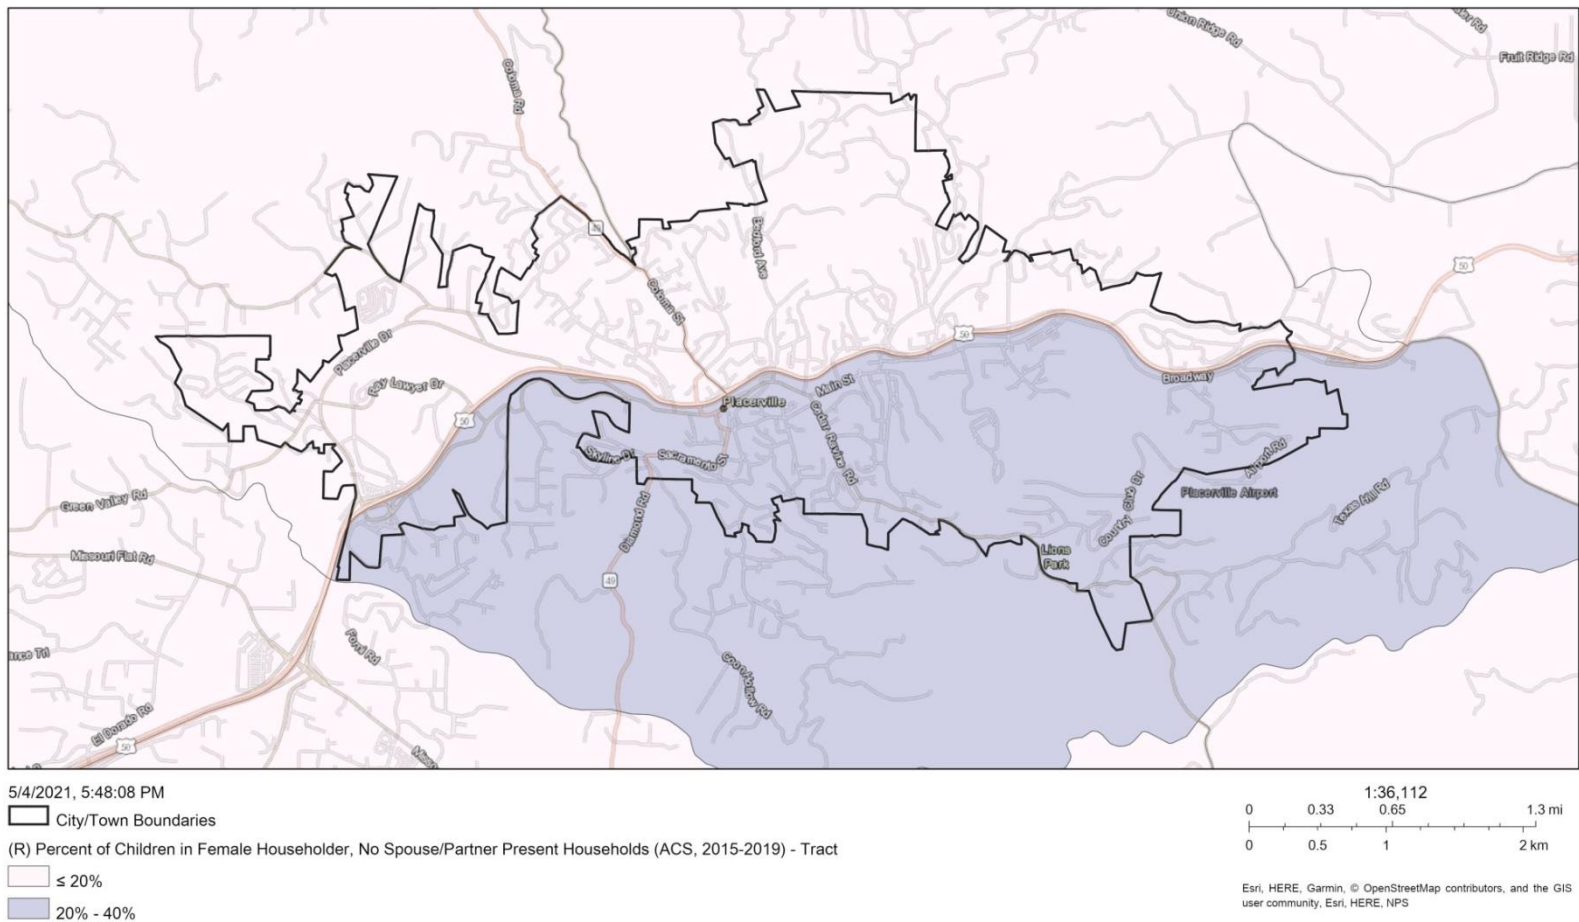 Union Ridge Rd
Fruit Ridge Rd
Coloma Rd
49
Bedford Ave
50
Coloma St
50
Placerville Dr
Ray Lawyer Dr
50
Placerville
Main St
Broadway
Cedar Ravine Rd
Skyline Dr
Sacramento St
Airport Rd
Placerville Airport
Country Club Dr
Texas Hill Rd
Green Valley Rd
Missouri Flat Rd
Diamond Rd
49
Lions
Park
Forni Rd
Coon Hollow Rd
El Dorado Rd
50
5/4/2021, 5:48:08 PM
City/Town Boundaries
(R) Percent of Children in Female Householder, No Spouse/Partner Present Households (ACS, 2015-2019) - Tract
≤ 20%
20% - 40%
1:36,112
0 0.33 0.65 1.3 mi
0 0.5 1 2 km
Esri, HERE, Garmin, © OpenStreetMap contributors, and the GIS
user community, Esri, HERE, NPS